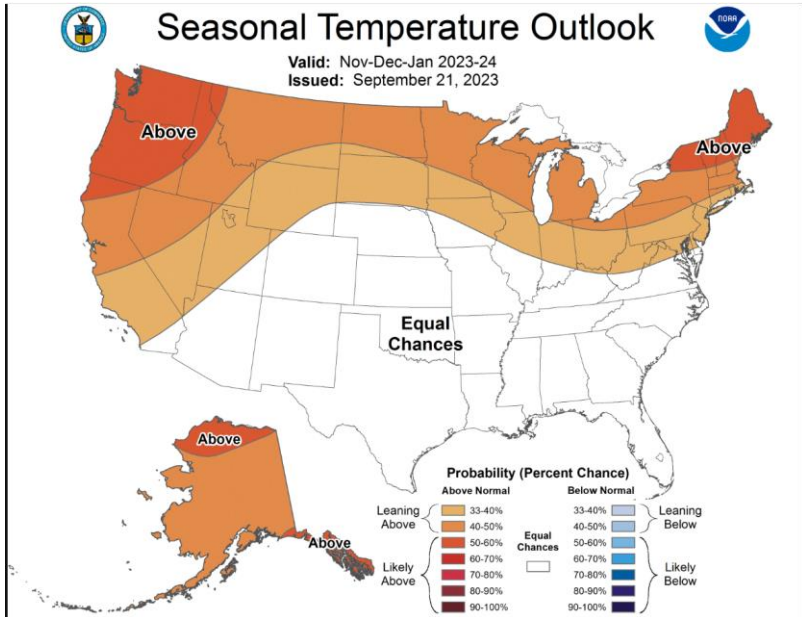 Seasonal Temperature Outlook
NOAA
Valid: Nov-Dec-Jan 2023-24
Issued: September 21, 2023
Above
Above
Equal
Chances
Above
Above
Probability (Percent Chance)
Above Normal
Below Normal
Leaning
Above
33-40%
40-50%
Likely
Above
50-60%
60-70%
70-80%
80-90%
90-100%
Equal
Chances
33-40%
40-50%
Leaning
Below
50-60%
60-70%
70-80%
80-90%
90-100%
Likely
Below